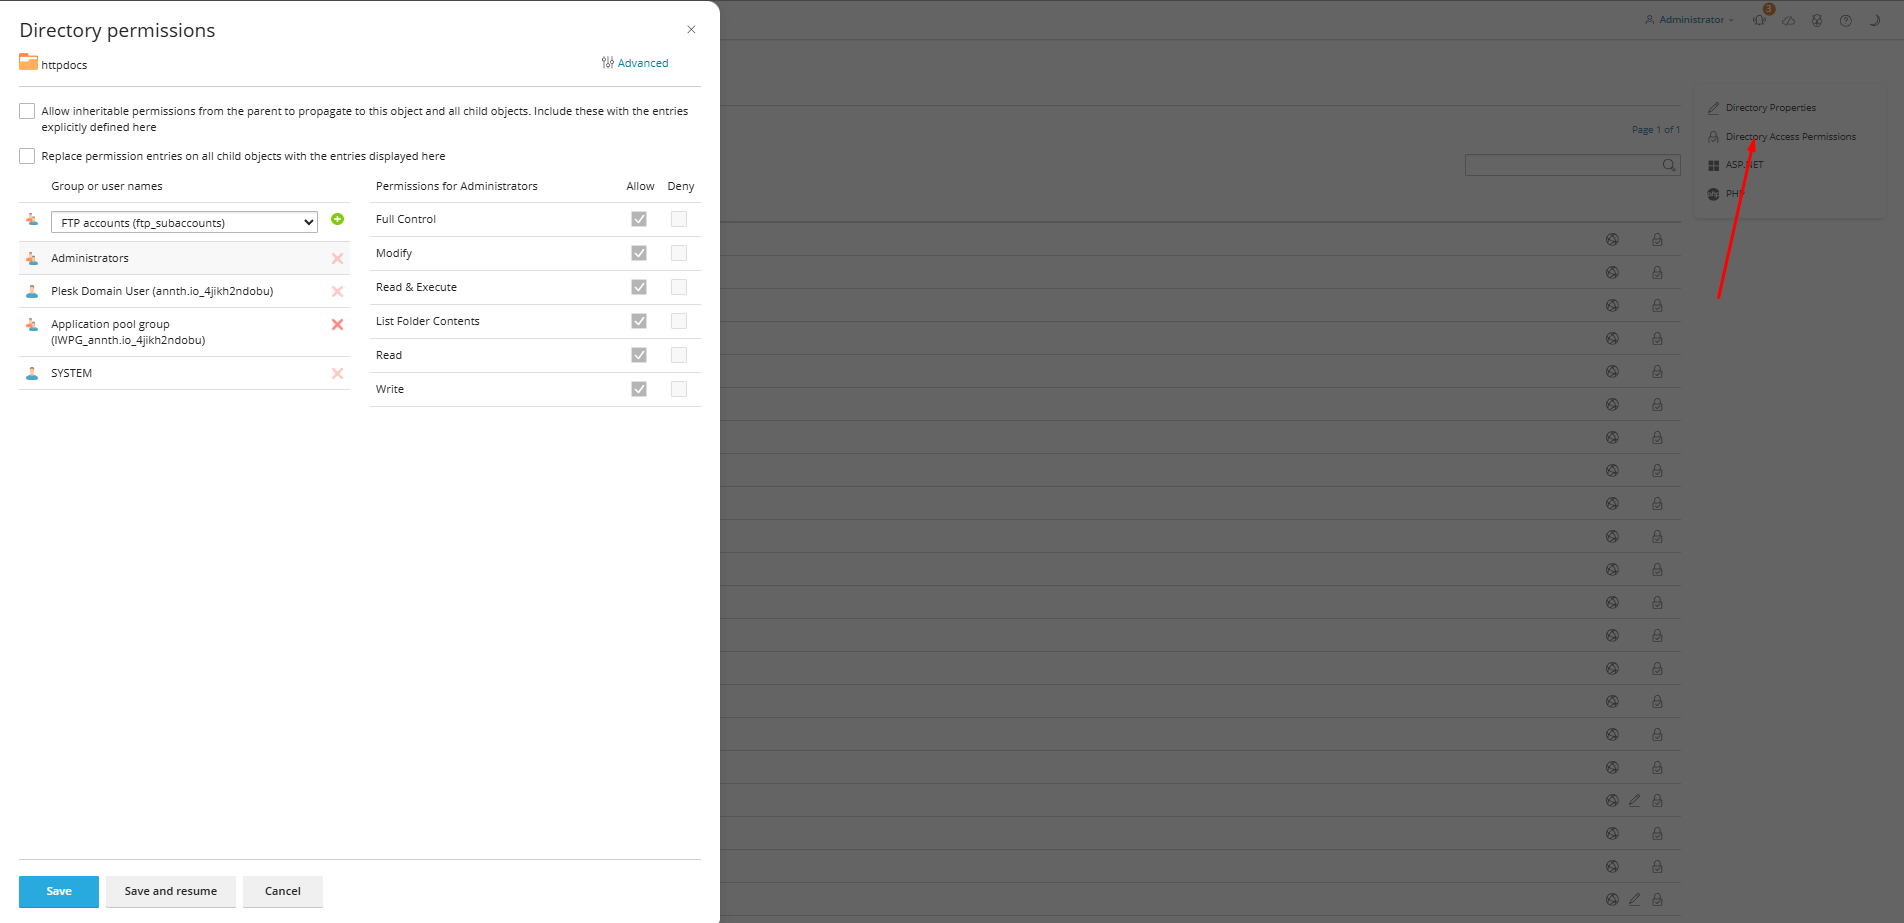 Directory permissions
httpdocs
Advanced
Allow inheritable permissions from the parent to propagate to this object and all child objects. Include these with the entries
explicitly defined here
Replace permission entries on all child objects with the entries displayed here
Group or user names
FTP accounts (ftp_subaccounts)
Administrators
Plesk Domain User (annth.io_4jikh2ndobu)
Application pool group
(IWPG_annth.io_4jikh2ndobu)
SYSTEM
Permissions for Administrators Allow Deny
Full Control
Modify
Read & Execute
List Folder Contents
Read
Write
Save
Save and resume
Cancel
Administrator
3
Page 1 of 1
Directory Properties
Directory Access Permissions
ASP.NET
PHP